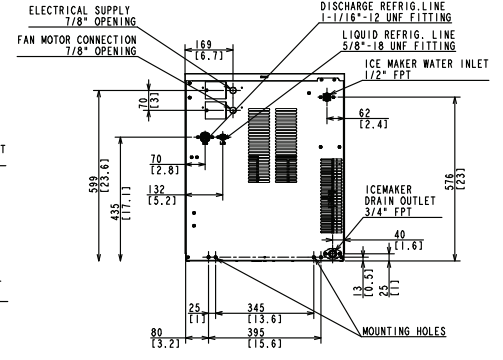 ELECTRICAL SUPPLY
7/8" OPENING
DISCHARGE REFRIG.LINE
1-1/16"-12 UNF FITTING
FAN MOTOR CONNECTION
7/8" OPENING
LIQUID REFRIG. LINE
5/8"-18 UNF FITTING
169
[6.7]
ICE MAKER WATER INLET
1/2" FPT
70
[3]
62
[2.4]
T
70
[2.8]
599
[23.6]
435
[17.1]
576
[23]
132
[5.2]
ICEMAKER
DRAIN OUTLET
3/4" FPT
40
[1.6]
13
[0.5]
25
[1]
25
[1]
345
[13.6]
80
[3.2]
395
[15.6]
MOUNTING HOLES